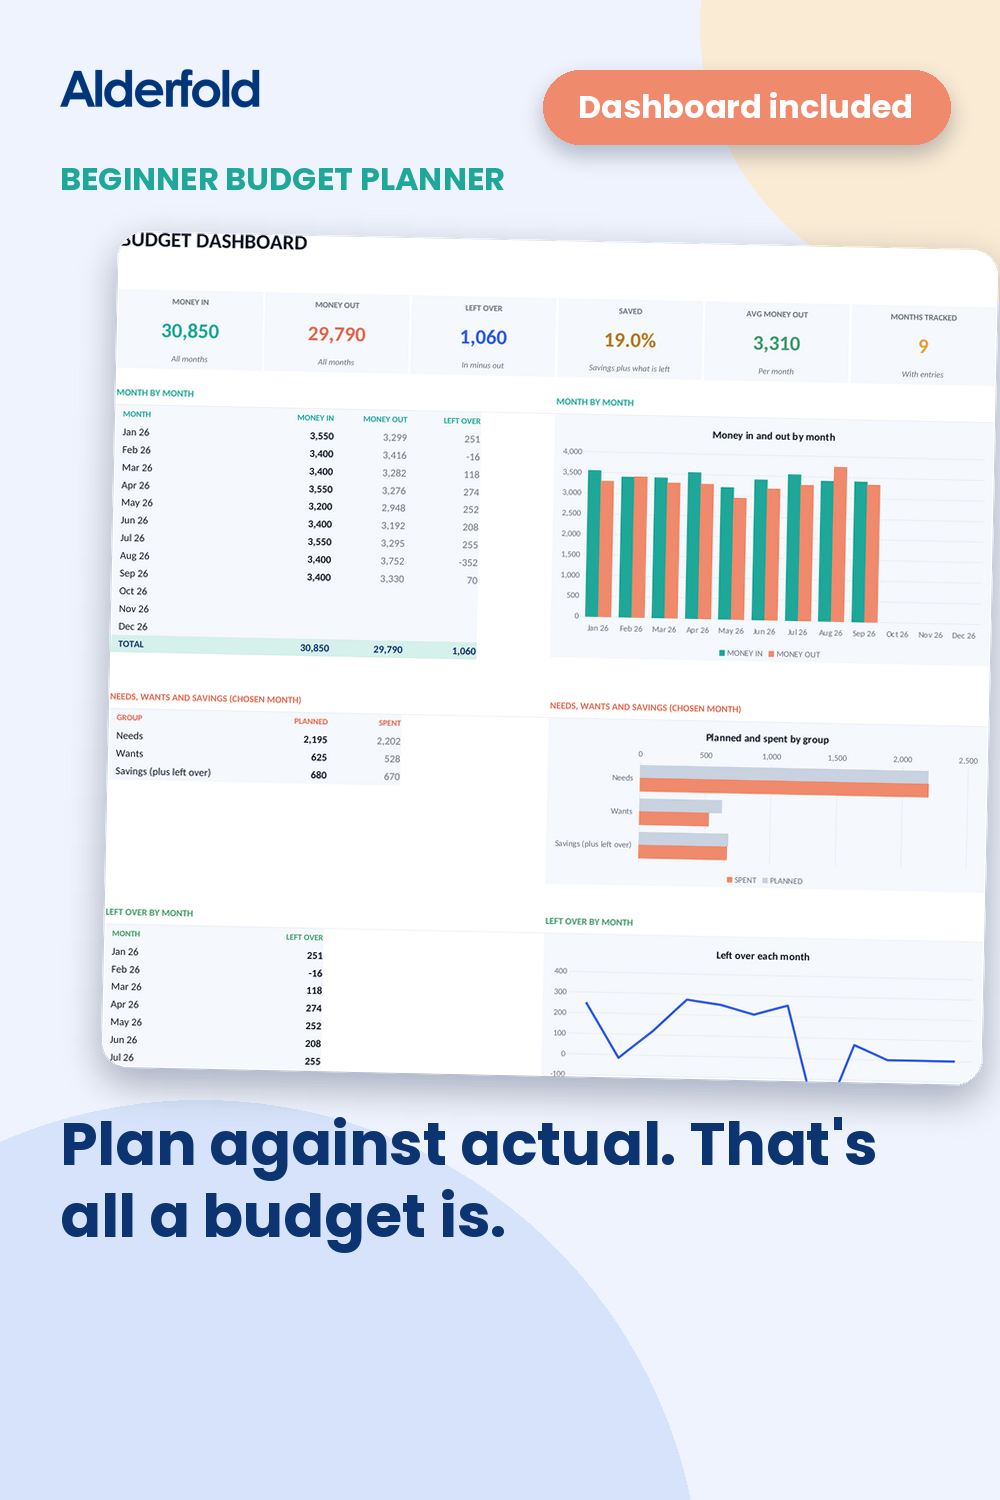 Alderfold
Dashboard included
BEGINNER BUDGET PLANNER
BUDGET DASHBOARD
MONEY IN
30,850
All months
MONEY OUT
29,790
All months
LEFT OVER
1,060
In minus out
SAVED
19.0%
Savings plus what is left
AVG MONEY OUT
3,310
Per month
MONTHS TRACKED
9
With entries
MONTH BY MONTH
MONTH MONEY IN MONEY OUT LEFT OVER
Jan 26 3,550 3,299 251
Feb 26 3,400 3,416 -16
Mar 26 3,400 3,282 118
Apr 26 3,550 3,276 274
May 26 3,200 2,948 252
Jun 26 3,400 3,192 208
Jul 26 3,550 3,295 255
Aug 26 3,400 3,752 -352
Sep 26 3,400 3,330 70
Oct 26
Nov 26
Dec 26
TOTAL 30,850 29,790 1,060
MONTH BY MONTH
Money in and out by month
4,000
3,500
3,000
2,500
2,000
1,500
1,000
500
0
Jan 26 Feb 26 Mar 26 Apr 26 May 26 Jun 26 Jul 26 Aug 26 Sep 26 Oct 26 Nov 26 Dec 26
MONEY IN MONEY OUT
NEEDS, WANTS AND SAVINGS (CHOSEN MONTH)
GROUP PLANNED SPENT
Needs 2,195 2,202
Wants 625 528
Savings (plus left over) 680 670
NEEDS, WANTS AND SAVINGS (CHOSEN MONTH)
Planned and spent by group
0 500 1,000 1,500 2,000 2,500
Needs
Wants
Savings (plus left over)
SPENT PLANNED
LEFT OVER BY MONTH
MONTH LEFT OVER
Jan 26 251
Feb 26 -16
Mar 26 118
Apr 26 274
May 26 252
Jun 26 208
Jul 26 255
LEFT OVER BY MONTH
Left over each month
400
300
200
100
0
-100
Plan against actual. That's
all a budget is.